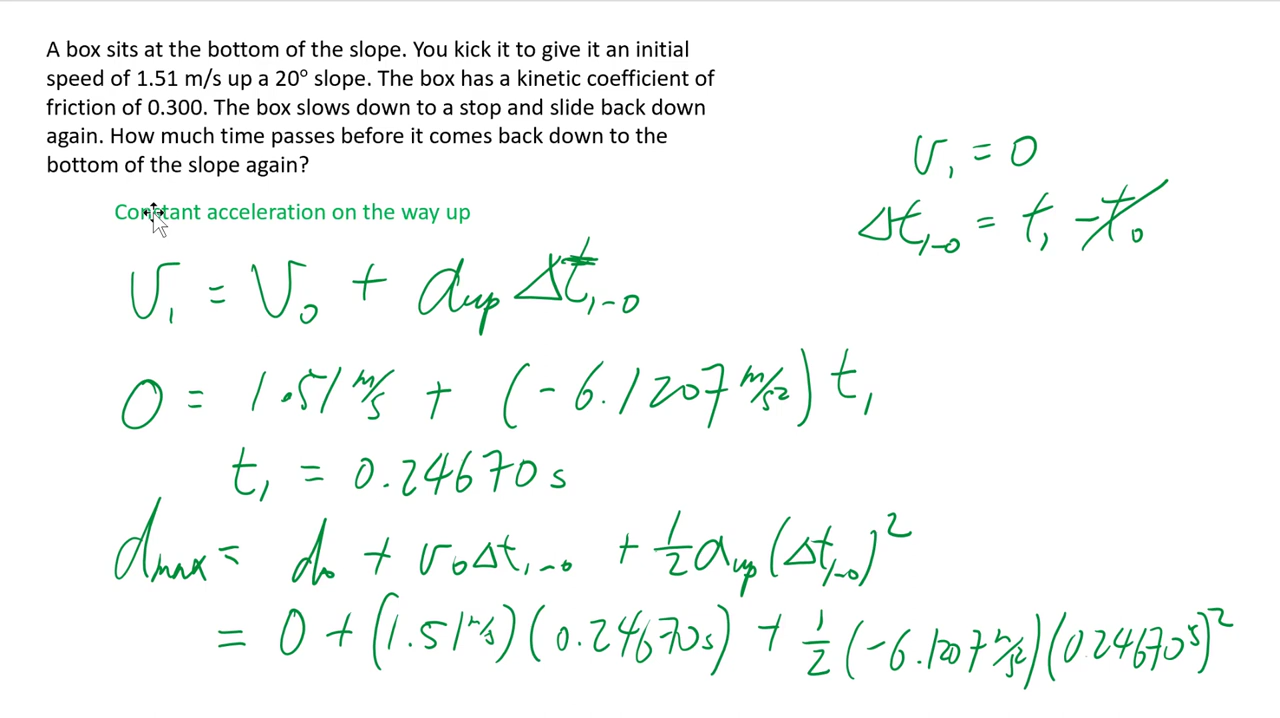 A box sits at the bottom of the slope. You kick it to give it an initial
speed of 1.51 m/s up a 20° slope. The box has a kinetic coefficient of
friction of 0.300. The box slows down to a stop and slide back down
again. How much time passes before it comes back down to the
bottom of the slope again?
v₁ = 0
Δt₁₋₀ = t₁ - t₀
Constant acceleration on the way up
v₁ = v₀ + a_up Δt₁₋₀
0 = 1.51 m/s + (-6.1207 m/s²) t₁
t₁ = 0.24670 s
d_max = d₀ + v₀Δt₁₋₀ + ½ a_up (Δt₁₋₀)²
= 0 + (1.51 m/s)(0.24670 s) + ½ (-6.1207 m/s²)(0.24670 s)²